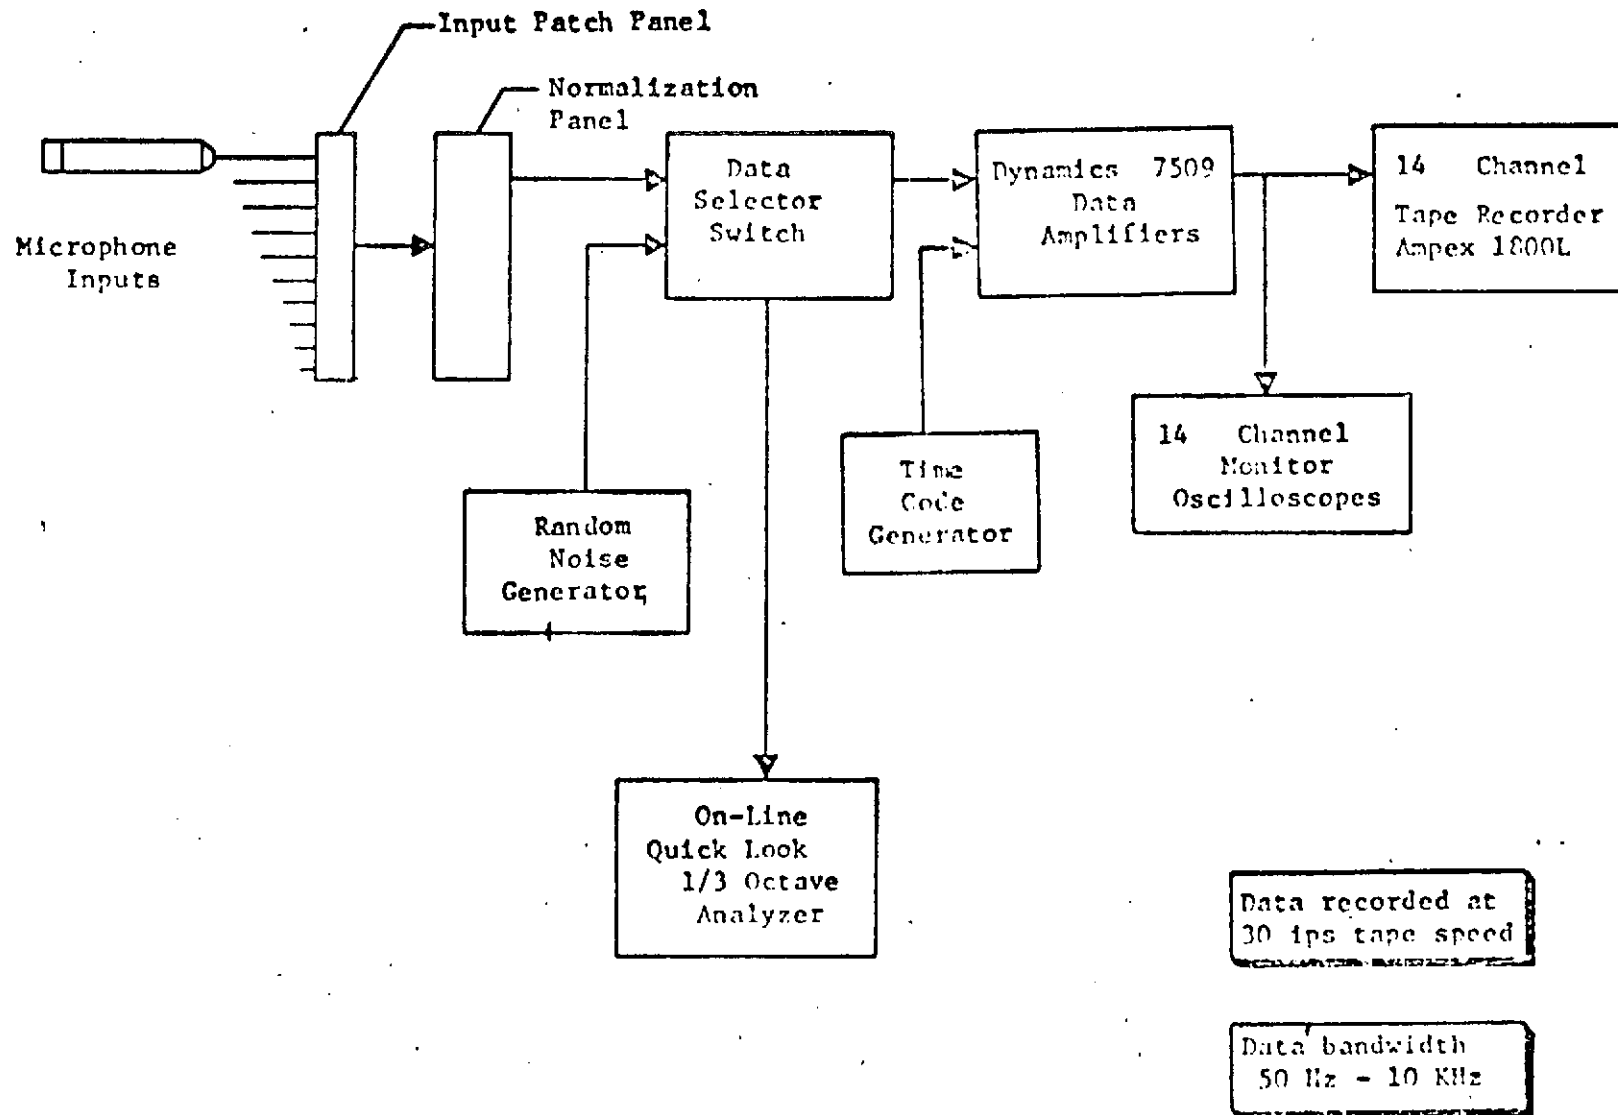 Input Patch Panel
Normalization
Panel
Microphone
Inputs
Data
Selector
Switch
Dynamics 7509
Data
Amplifiers
14 Channel
Tape Recorder
Ampex 1800L
Random
Noise
Generator
Time
Code
Generator
14 Channel
Monitor
Oscilloscopes
On-Line
Quick Look
1/3 Octave
Analyzer
Data recorded at
30 ips tape speed
Data bandwidth
50 Hz - 10 KHz